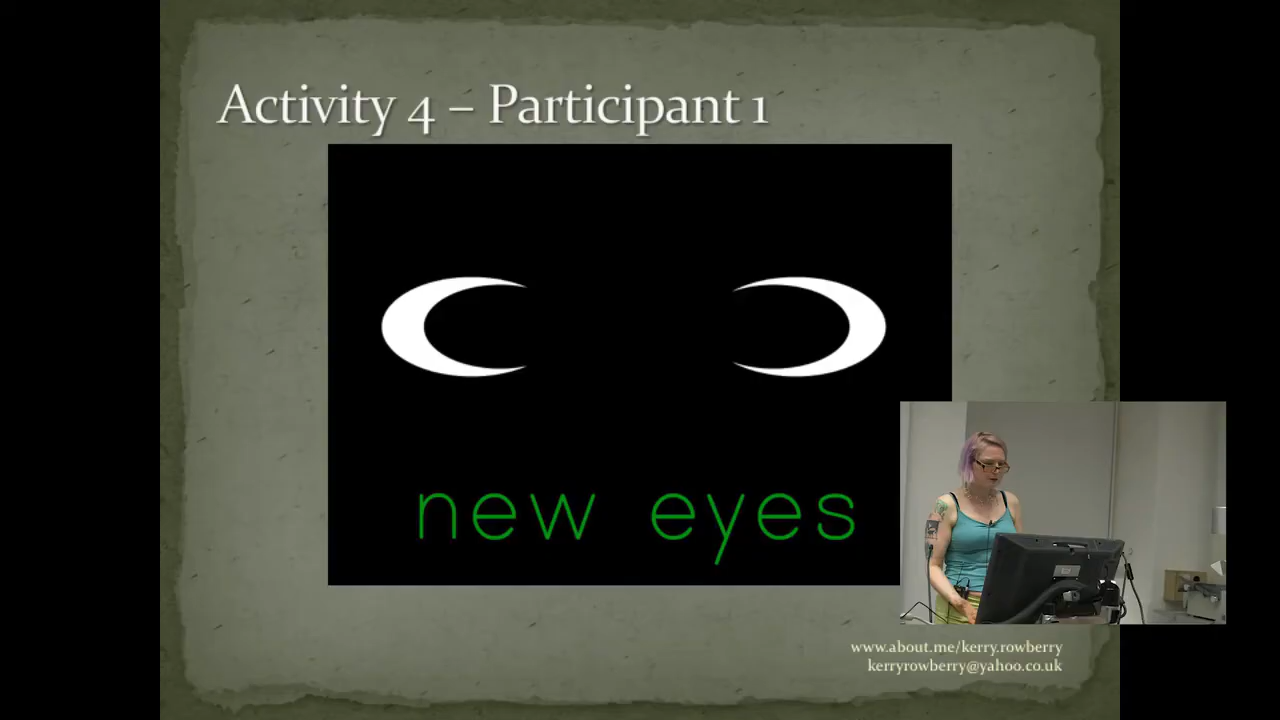 Activity 4 – Participant 1
new eyes
www.about.me/kerry.rowberry
kerryrowberry@yahoo.co.uk